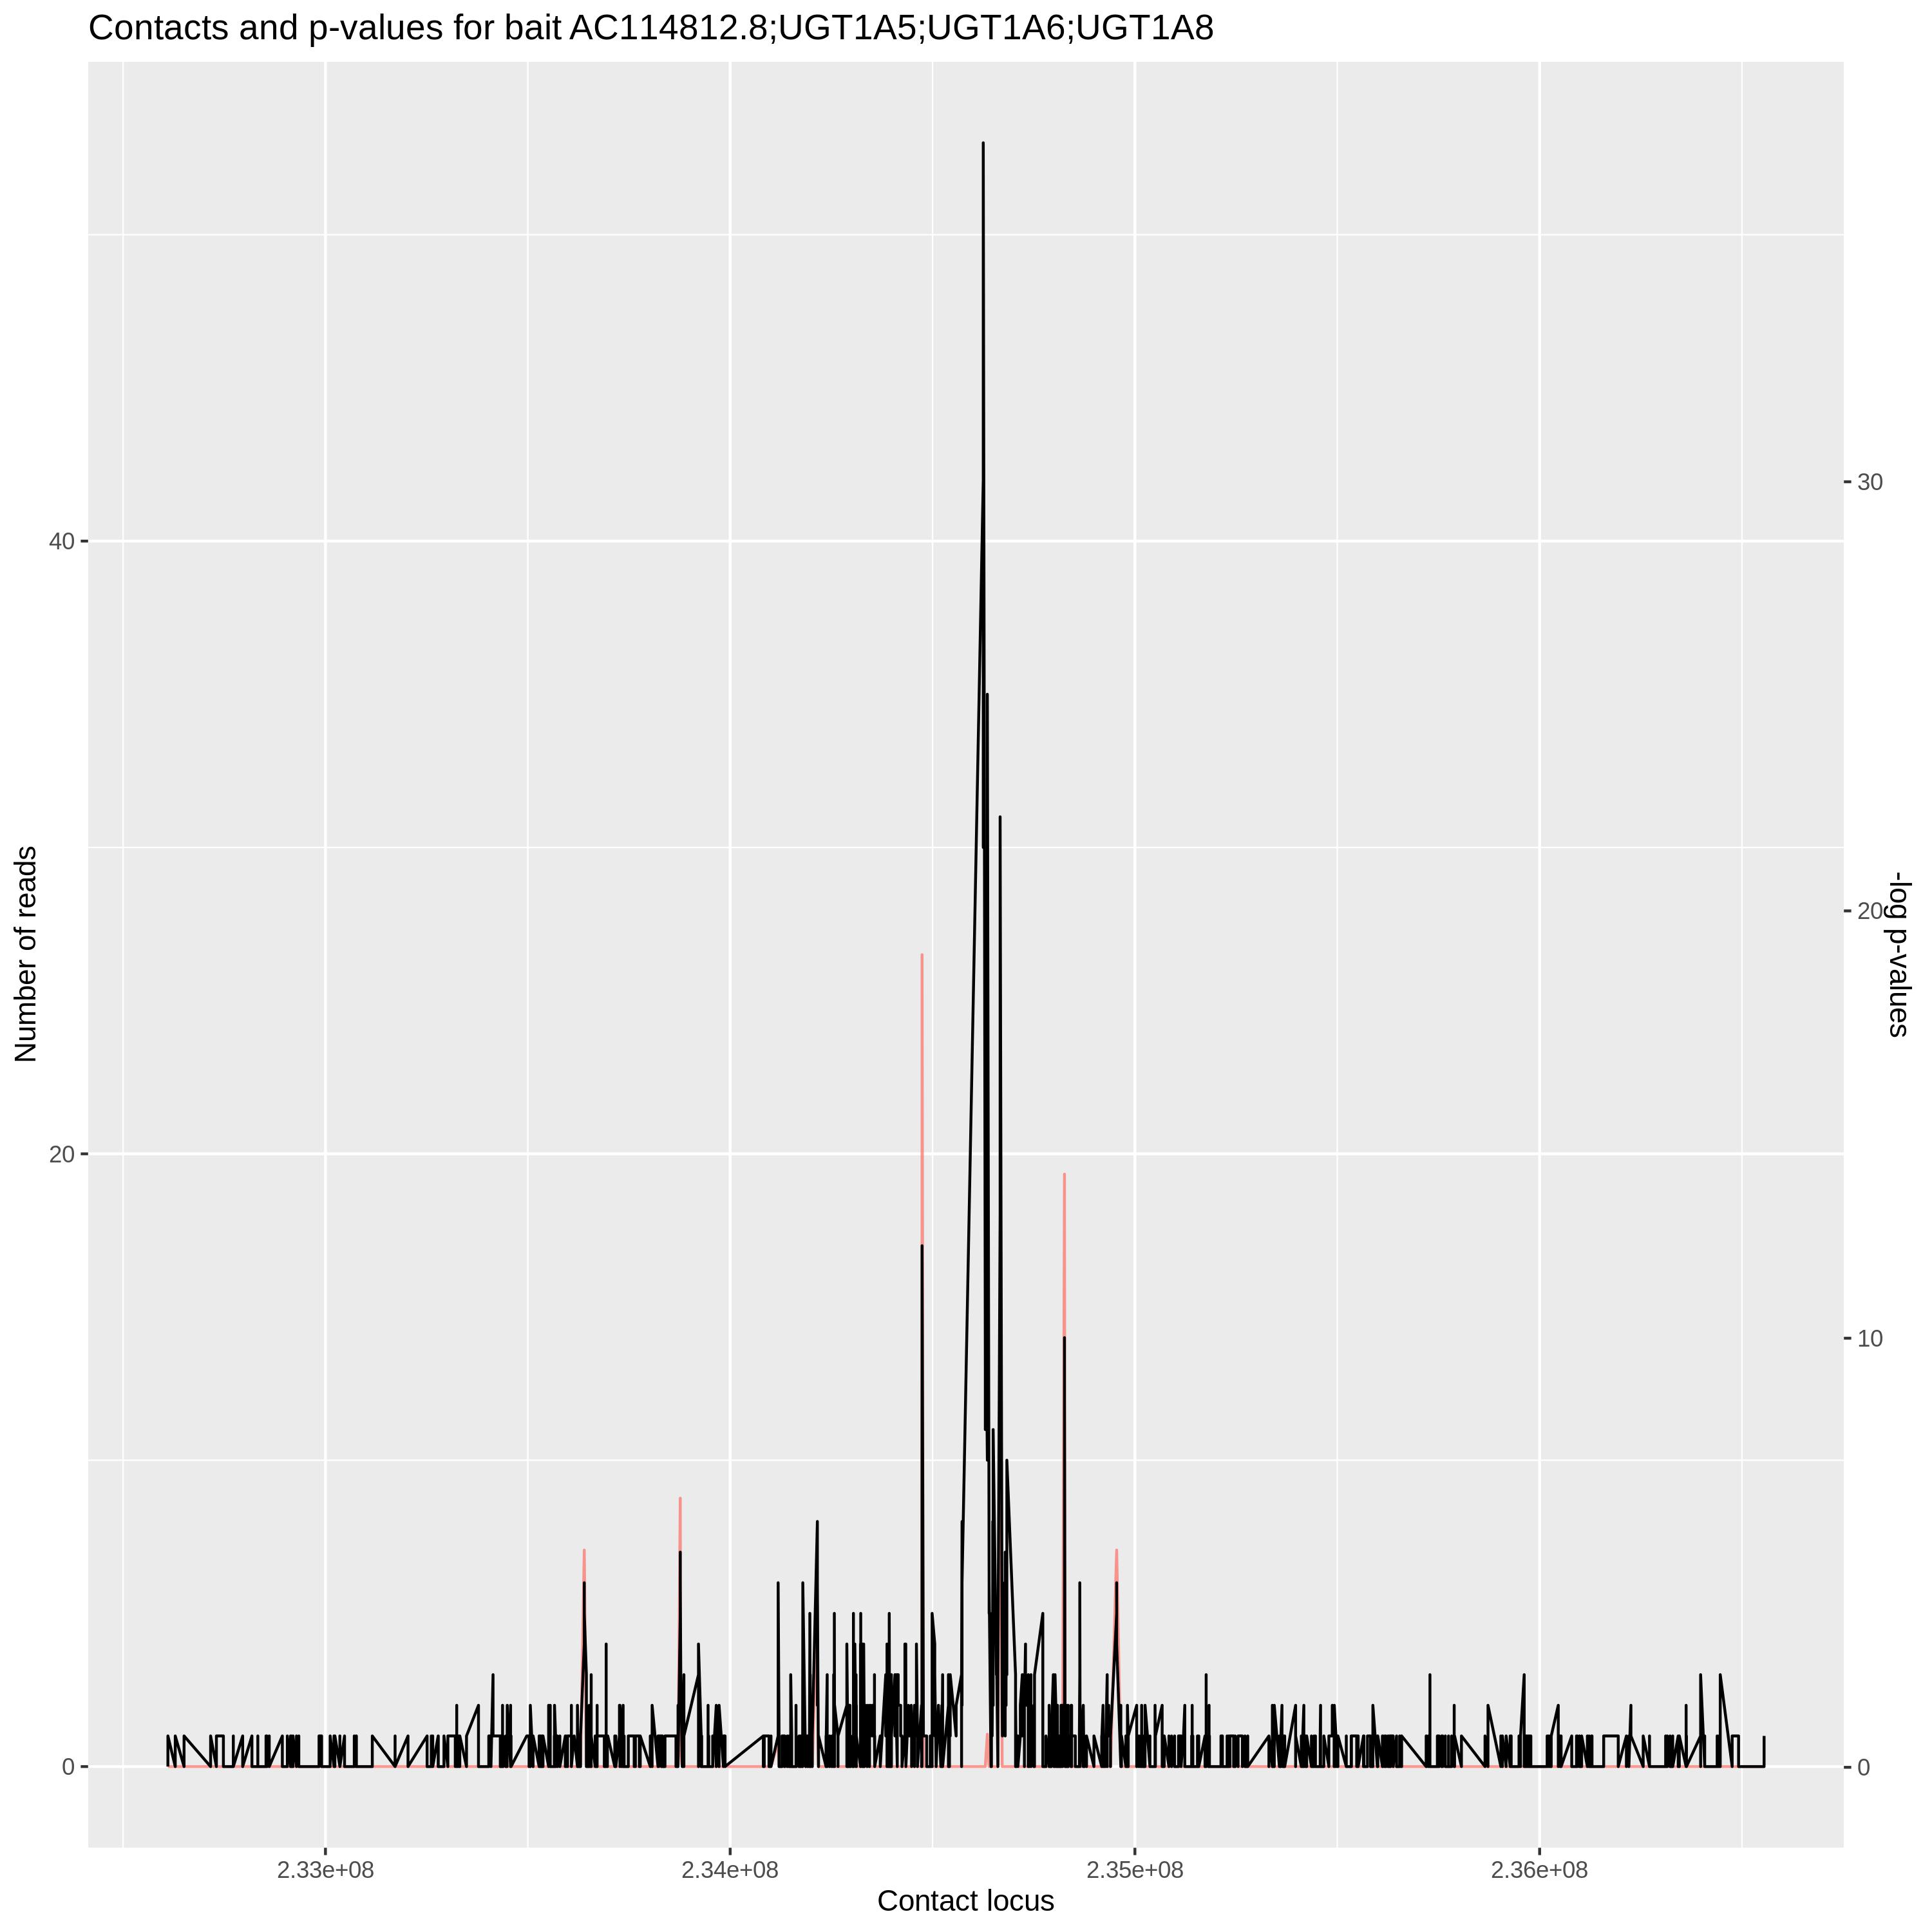 Contacts and p-values for bait AC114812.8;UGT1A5;UGT1A6;UGT1A8
Number of reads
40
20
0
30
20
10
0
-log p-values
2.33e+08 2.34e+08 2.35e+08 2.36e+08
Contact locus